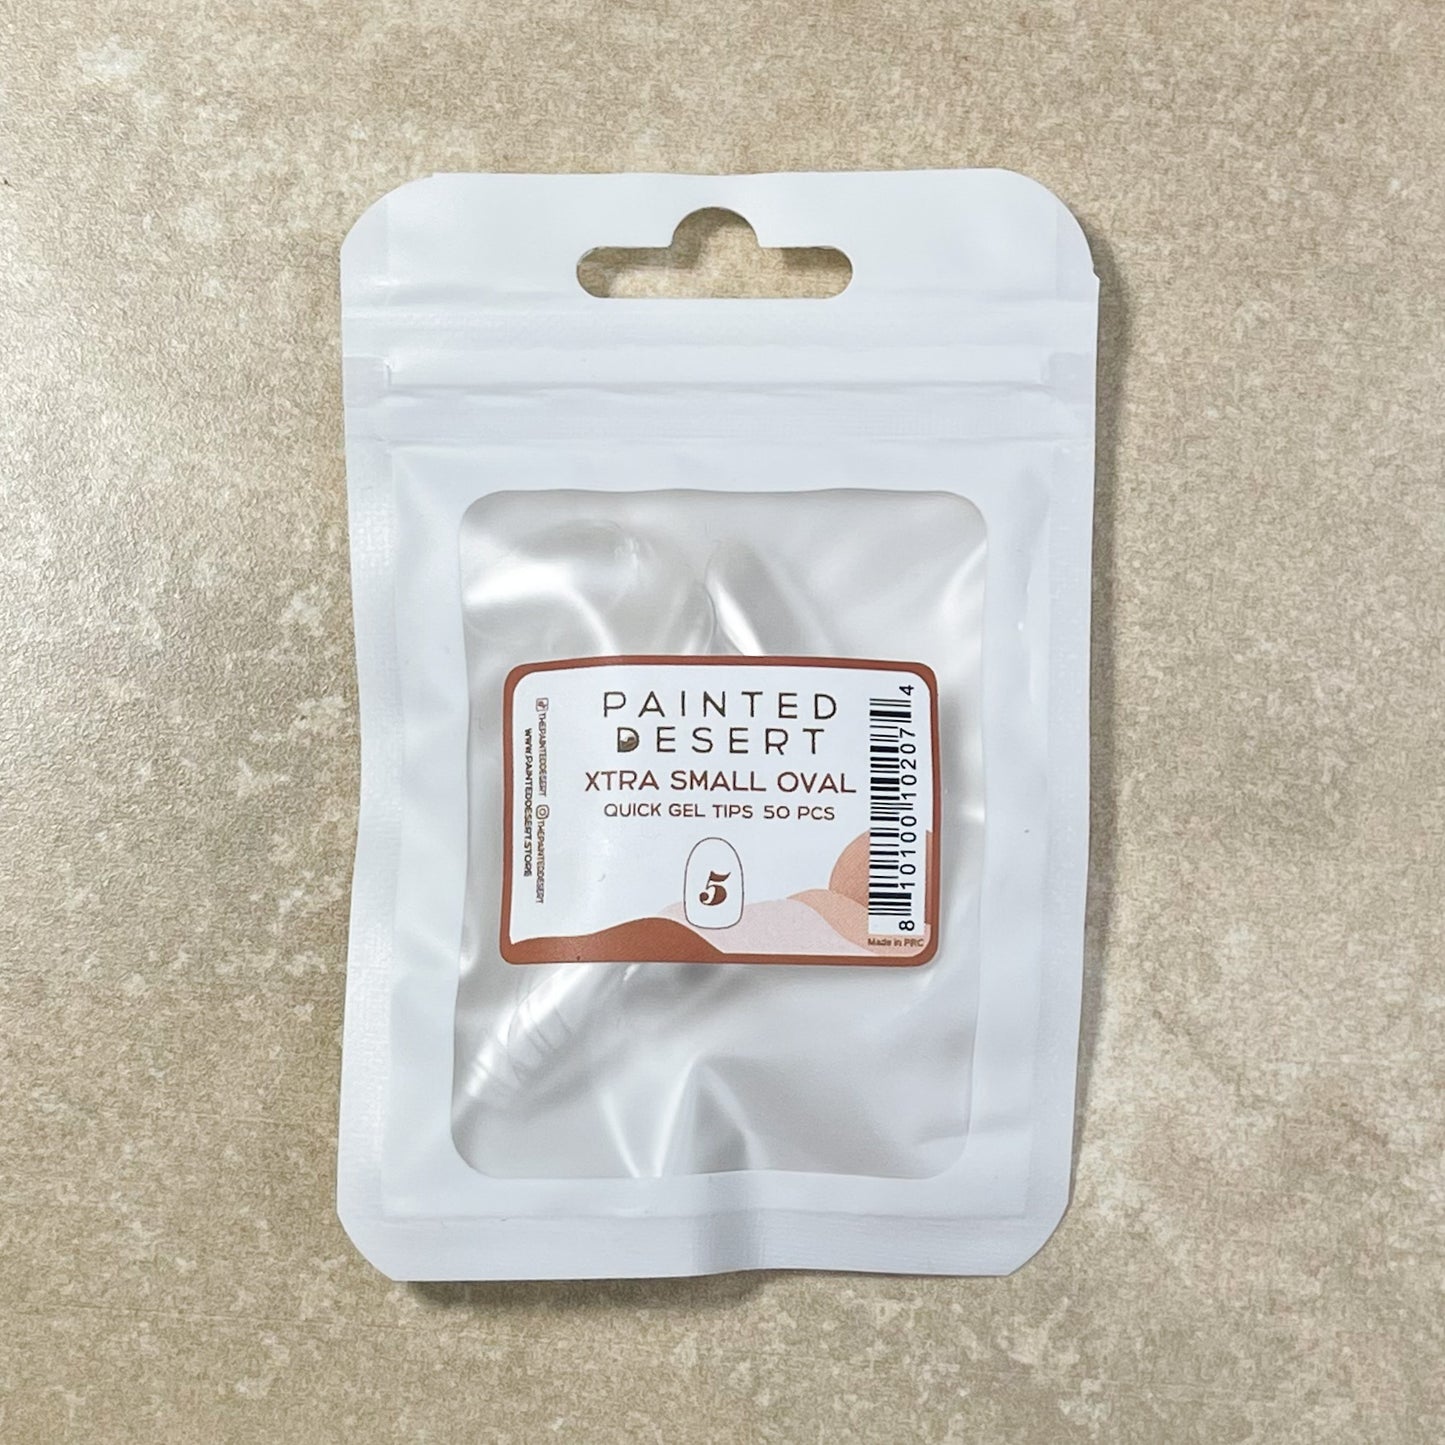 PAINTED
DESERT
XTRA SMALL OVAL
QUICK GEL TIPS 50 PCS
5
THEPAINTEDDESERT THEPAINTEDDESERT
WWW.PAINTEDDESERT.STORE
8 10100 10207 4
Made in PRC